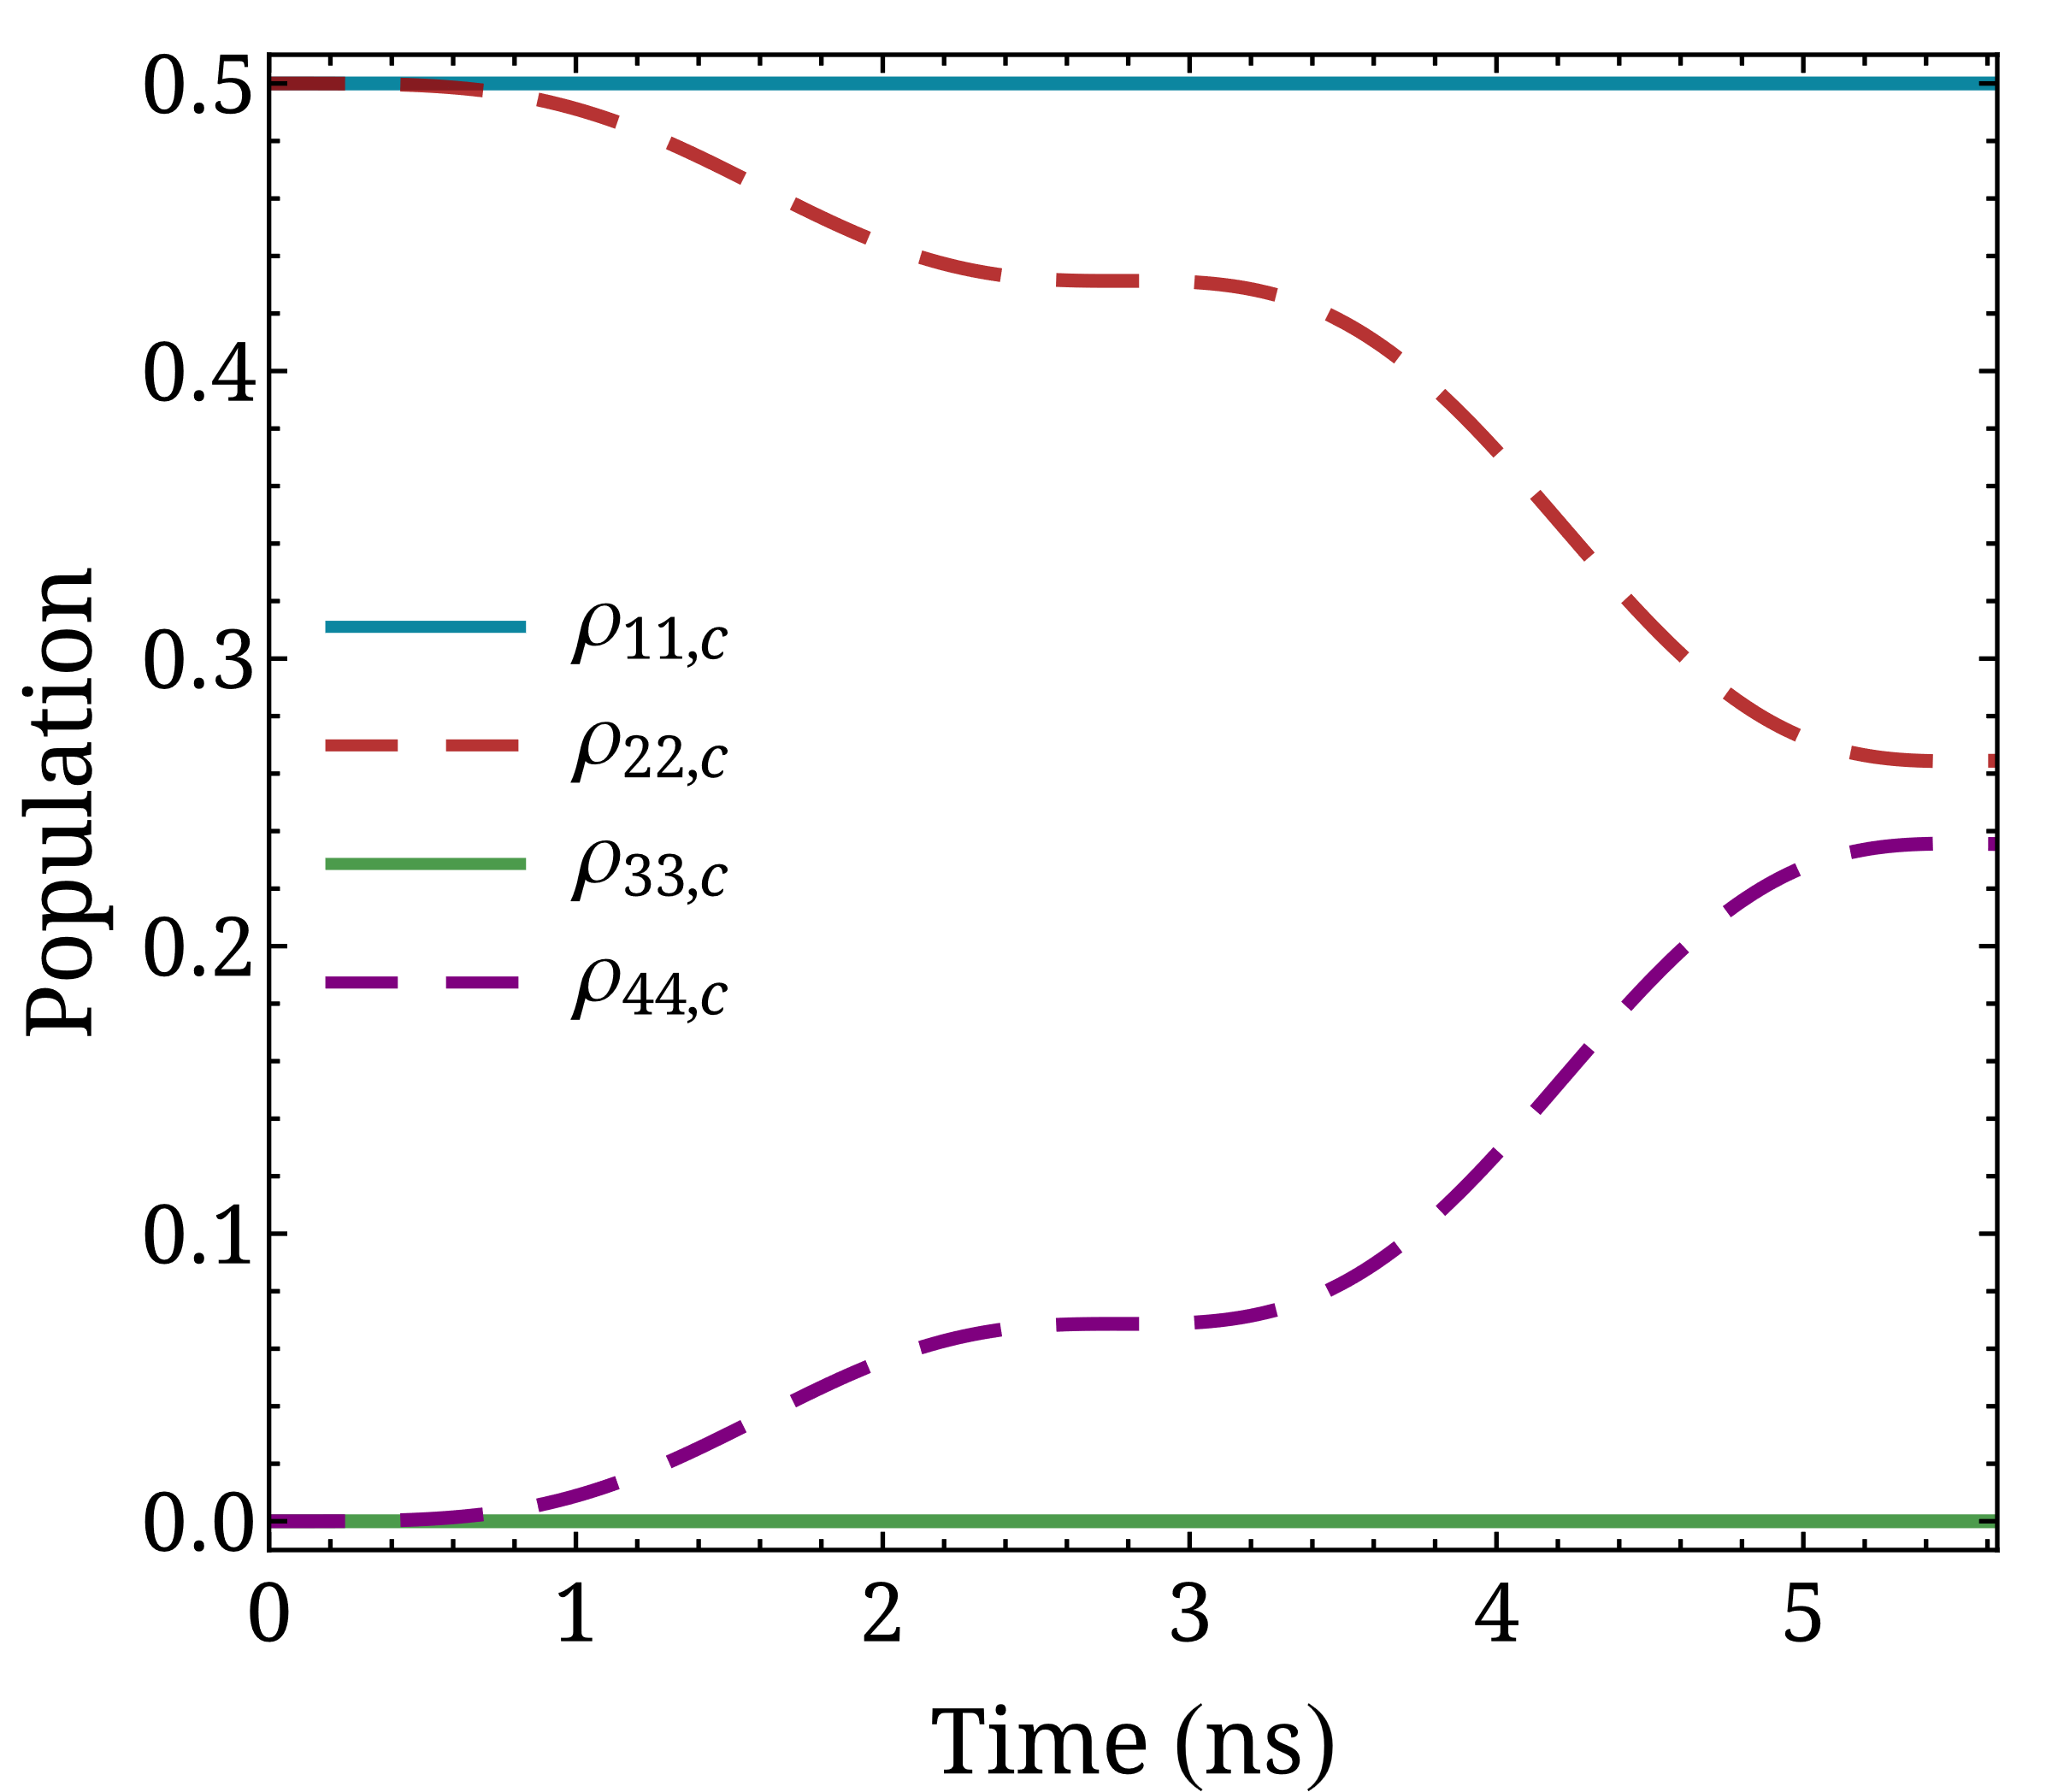 0.5
0.4
0.3
0.2
0.1
0.0
Population
ρ11,c
ρ22,c
ρ33,c
ρ44,c
0 1 2 3 4 5
Time (ns)